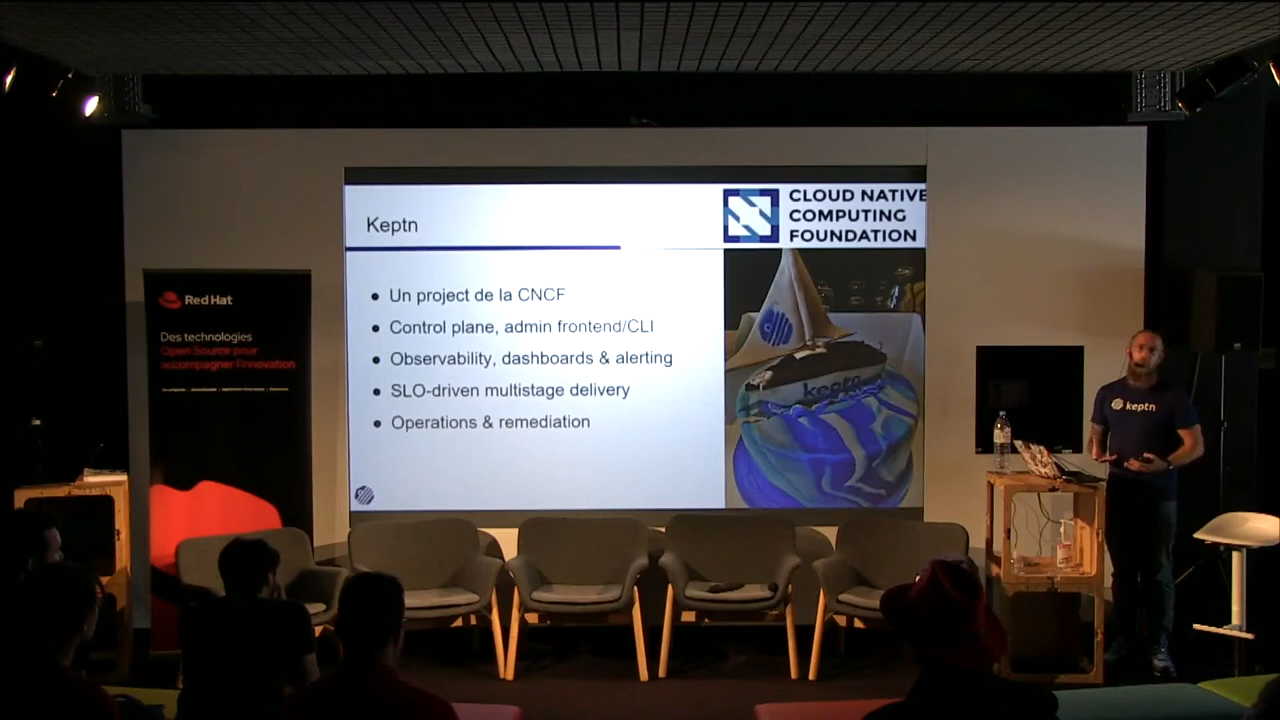 Keptn
CLOUD NATIVE
COMPUTING
FOUNDATION
Un project de la CNCF
Control plane, admin frontend/CLI
Observability, dashboards & alerting
SLO-driven multistage delivery
Operations & remediation
keptn
Red Hat
Des technologies
Open Source pour
accompagner l'innovation
keptn